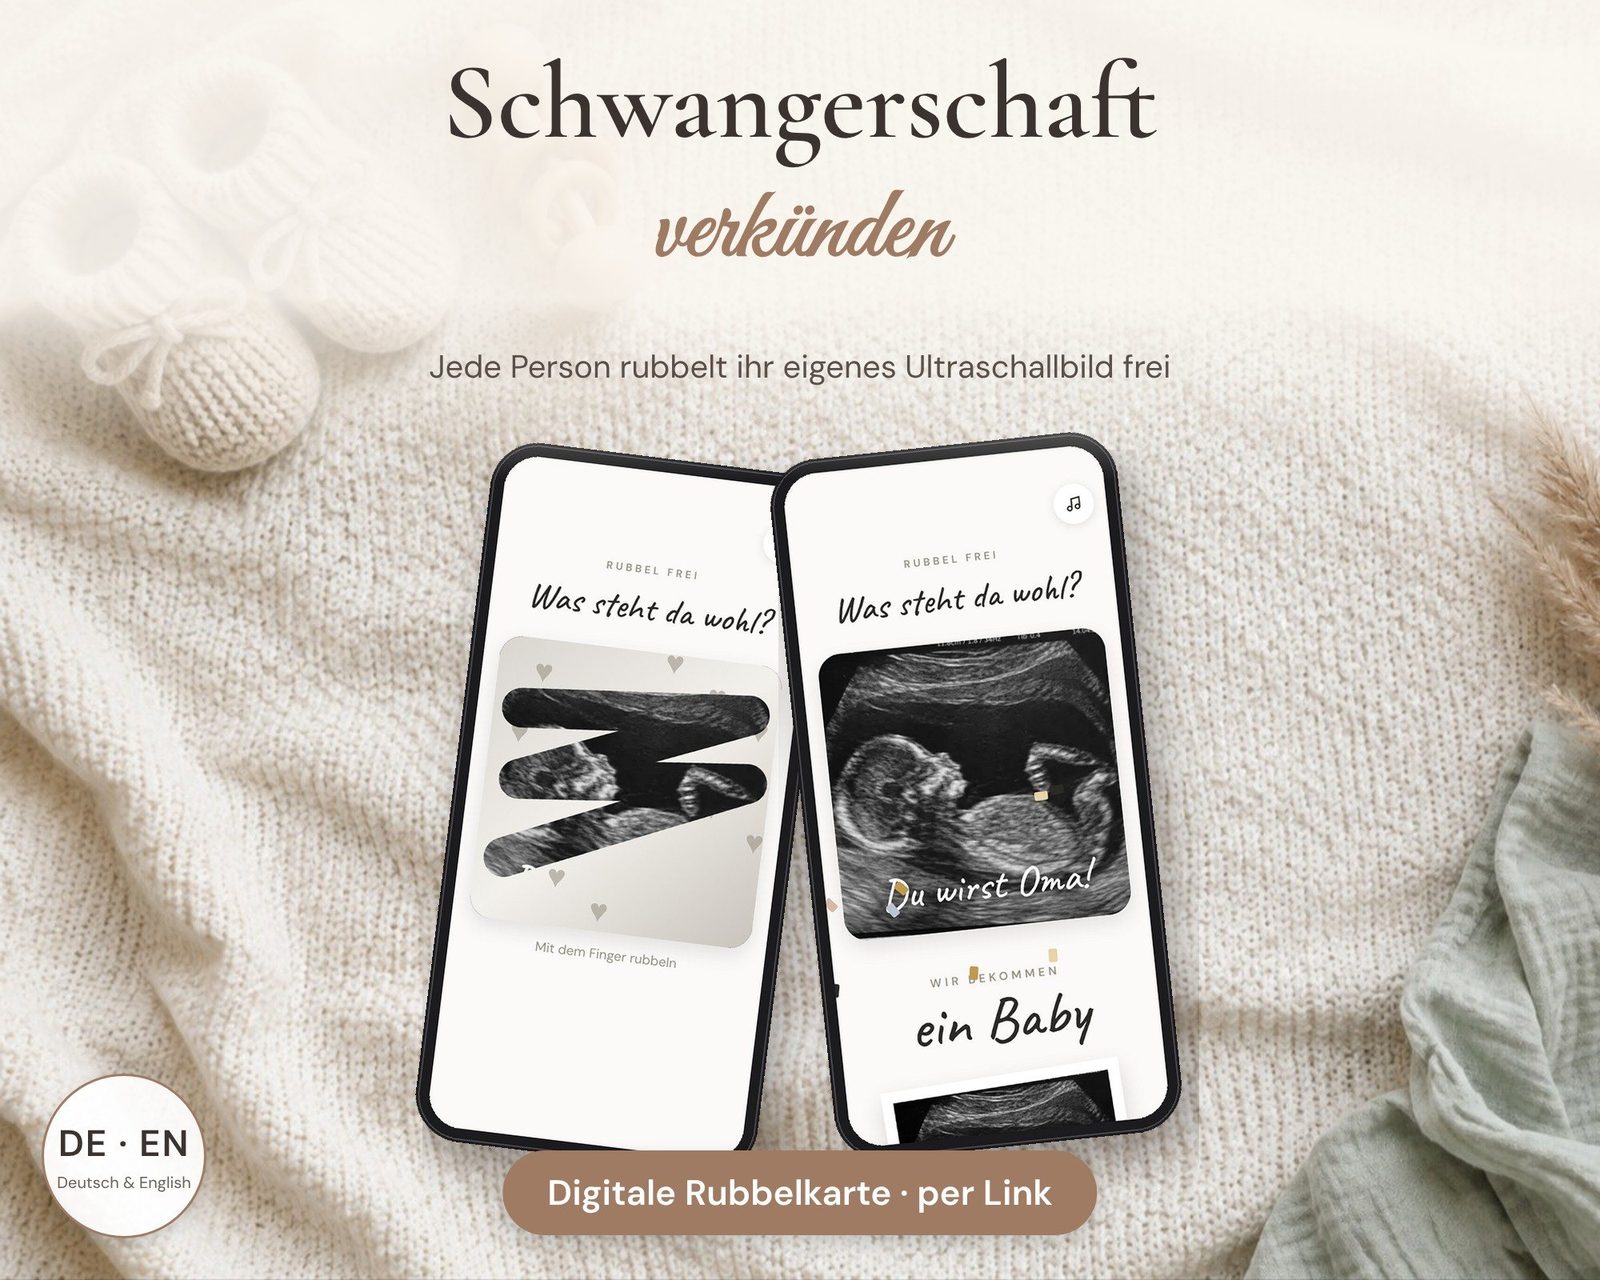 Schwangerschaft
verkünden
Jede Person rubbelt ihr eigenes Ultraschallbild frei
RUBBEL FREI
Was steht da wohl?
Mit dem Finger rubbeln
RUBBEL FREI
Was steht da wohl?
Du wirst Oma!
WIR BEKOMMEN
ein Baby
DE · EN
Deutsch & English
Digitale Rubbelkarte · per Link